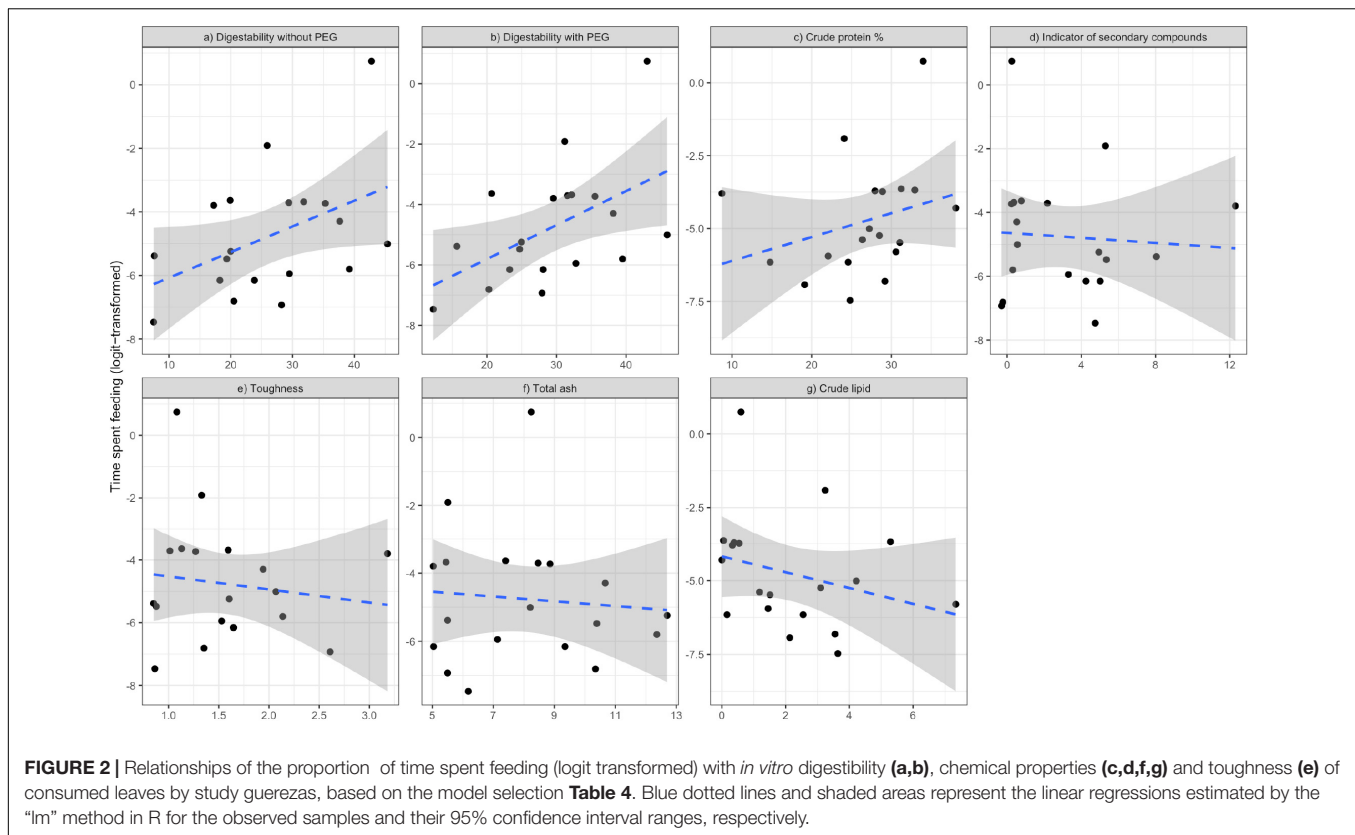 a) Digestability without PEG
b) Digestability with PEG
c) Crude protein %
d) Indicator of secondary compounds
0
-2
-4
-6
-8
10 20 30 40
0
-2
-4
-6
-8
20 30 40
0.0
-2.5
-5.0
-7.5
10 20 30
0
-2
-4
-6
-8
0 4 8 12
Time spent feeding (logit-transformed)
e) Toughness
f) Total ash
g) Crude lipid
0
-2
-4
-6
-8
1.0 1.5 2.0 2.5 3.0
0
-2
-4
-6
-8
5 7 9 11 13
0.0
-2.5
-5.0
-7.5
0 2 4 6
FIGURE 2 | Relationships of the proportion of time spent feeding (logit transformed) with in vitro digestibility (a,b), chemical properties (c,d,f,g) and toughness (e) of
consumed leaves by study guerezas, based on the model selection Table 4. Blue dotted lines and shaded areas represent the linear regressions estimated by the
"lm" method in R for the observed samples and their 95% confidence interval ranges, respectively.